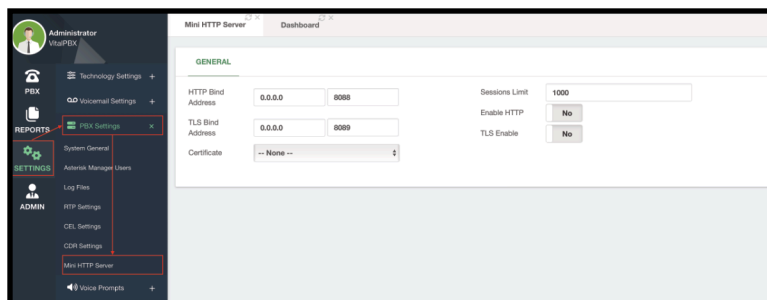 Administrator
VitalPBX
PBX
REPORTS
SETTINGS
ADMIN
Technology Settings +
Voicemail Settings +
PBX Settings ×
System General
Asterisk Manager Users
Log Files
RTP Settings
CEL Settings
CDR Settings
Mini HTTP Server
Voice Prompts +
Mini HTTP Server
Dashboard
GENERAL
HTTP Bind
Address
0.0.0.0 8088
TLS Bind
Address
0.0.0.0 8089
Certificate -- None --
Sessions Limit 1000
Enable HTTP No
TLS Enable No